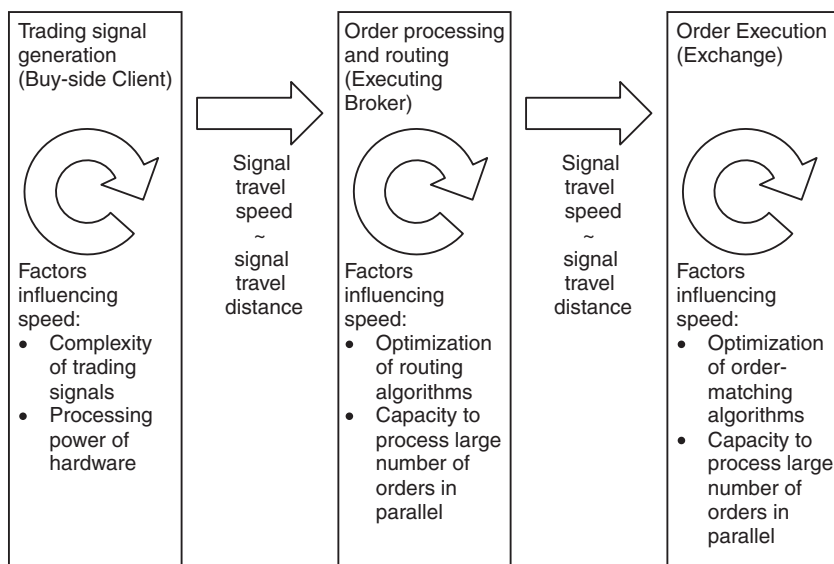 Trading signal
generation
(Buy-side Client)
Factors
influencing
speed:
• Complexity
of trading
signals
• Processing
power of
hardware
Signal
travel
speed
~
signal
travel
distance
Order processing
and routing
(Executing
Broker)
Factors
influencing
speed:
• Optimization
of routing
algorithms
• Capacity to
process large
number of
orders in
parallel
Signal
travel
speed
~
signal
travel
distance
Order Execution
(Exchange)
Factors
influencing
speed:
• Optimization
of order-
matching
algorithms
• Capacity to
process large
number of
orders in
parallel